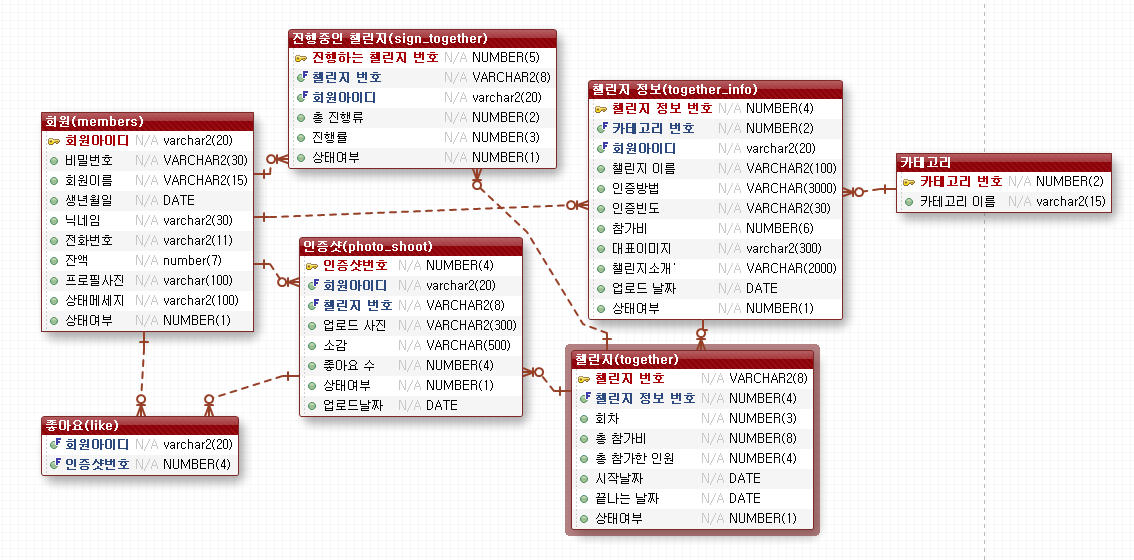 진행중인 첼린지(sign_together)
진행하는 첼린지 번호 N/A NUMBER(5)
첼린지 번호 N/A VARCHAR2(8)
회원아이디 N/A varchar2(20)
총 진행류 N/A NUMBER(2)
진행률 N/A NUMBER(3)
상태여부 N/A NUMBER(1)
첼린지 정보(together_info)
첼린지 정보 번호 N/A NUMBER(4)
카테고리 번호 N/A NUMBER(2)
회원아이디 N/A varchar2(20)
챌린지 이름 N/A VARCHAR2(100)
인증방법 N/A VARCHAR(3000)
인증빈도 N/A VARCHAR2(30)
참가비 N/A NUMBER(6)
대표이미지 N/A varchar2(300)
챌린지소개' N/A VARCHAR(2000)
업로드 날짜 N/A DATE
상태여부 N/A NUMBER(1)
회원(members)
회원아이디 N/A varchar2(20)
비밀번호 N/A VARCHAR2(30)
회원이름 N/A VARCHAR2(15)
생년월일 N/A DATE
닉네임 N/A varchar2(30)
전화번호 N/A varchar2(11)
잔액 N/A number(7)
프로필사진 N/A varchar(100)
상태메세지 N/A varchar2(100)
상태여부 N/A NUMBER(1)
카테고리
카테고리 번호 N/A NUMBER(2)
카테고리 이름 N/A varchar2(15)
인증샷(photo_shoot)
인증샷번호 N/A NUMBER(4)
회원아이디 N/A varchar2(20)
첼린지 번호 N/A VARCHAR2(8)
업로드 사진 N/A VARCHAR2(300)
소감 N/A VARCHAR(500)
좋아요 수 N/A NUMBER(4)
상태여부 N/A NUMBER(1)
업로드날짜 N/A DATE
첼린지(together)
첼린지 번호 N/A VARCHAR2(8)
첼린지 정보 번호 N/A NUMBER(4)
회차 N/A NUMBER(3)
총 참가비 N/A NUMBER(8)
총 참가한 인원 N/A NUMBER(4)
시작날짜 N/A DATE
끝나는 날짜 N/A DATE
상태여부 N/A NUMBER(1)
좋아요(like)
회원아이디 N/A varchar2(20)
인증샷번호 N/A NUMBER(4)